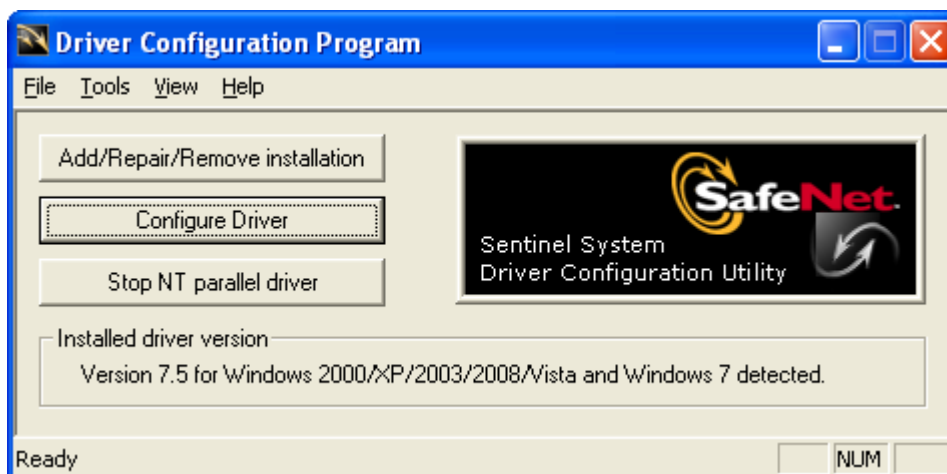 Driver Configuration Program
File Tools View Help
Add/Repair/Remove installation
Configure Driver
Stop NT parallel driver
SafeNet.
Sentinel System
Driver Configuration Utility
Installed driver version
Version 7.5 for Windows 2000/XP/2003/2008/Vista and Windows 7 detected.
Ready
NUM